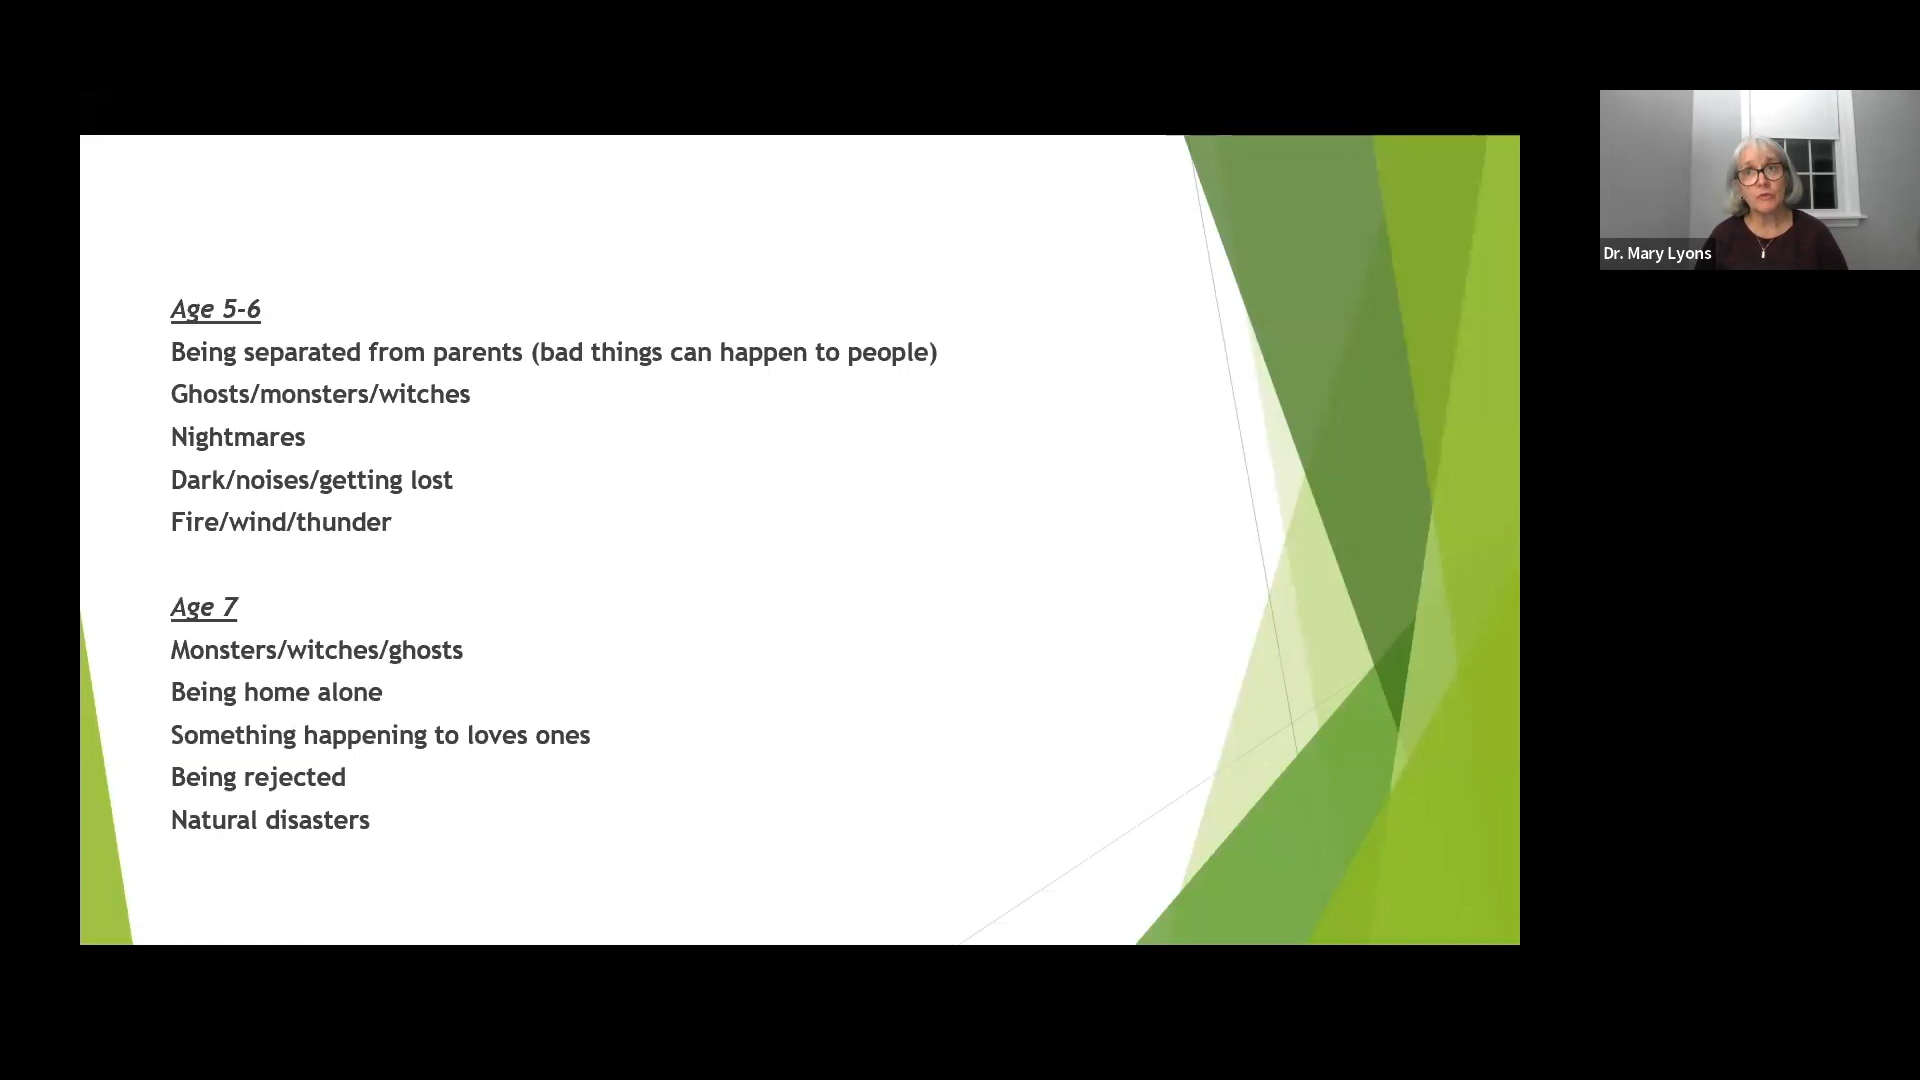 Age 5-6
Being separated from parents (bad things can happen to people)
Ghosts/monsters/witches
Nightmares
Dark/noises/getting lost
Fire/wind/thunder
Age 7
Monsters/witches/ghosts
Being home alone
Something happening to loves ones
Being rejected
Natural disasters
Dr. Mary Lyons